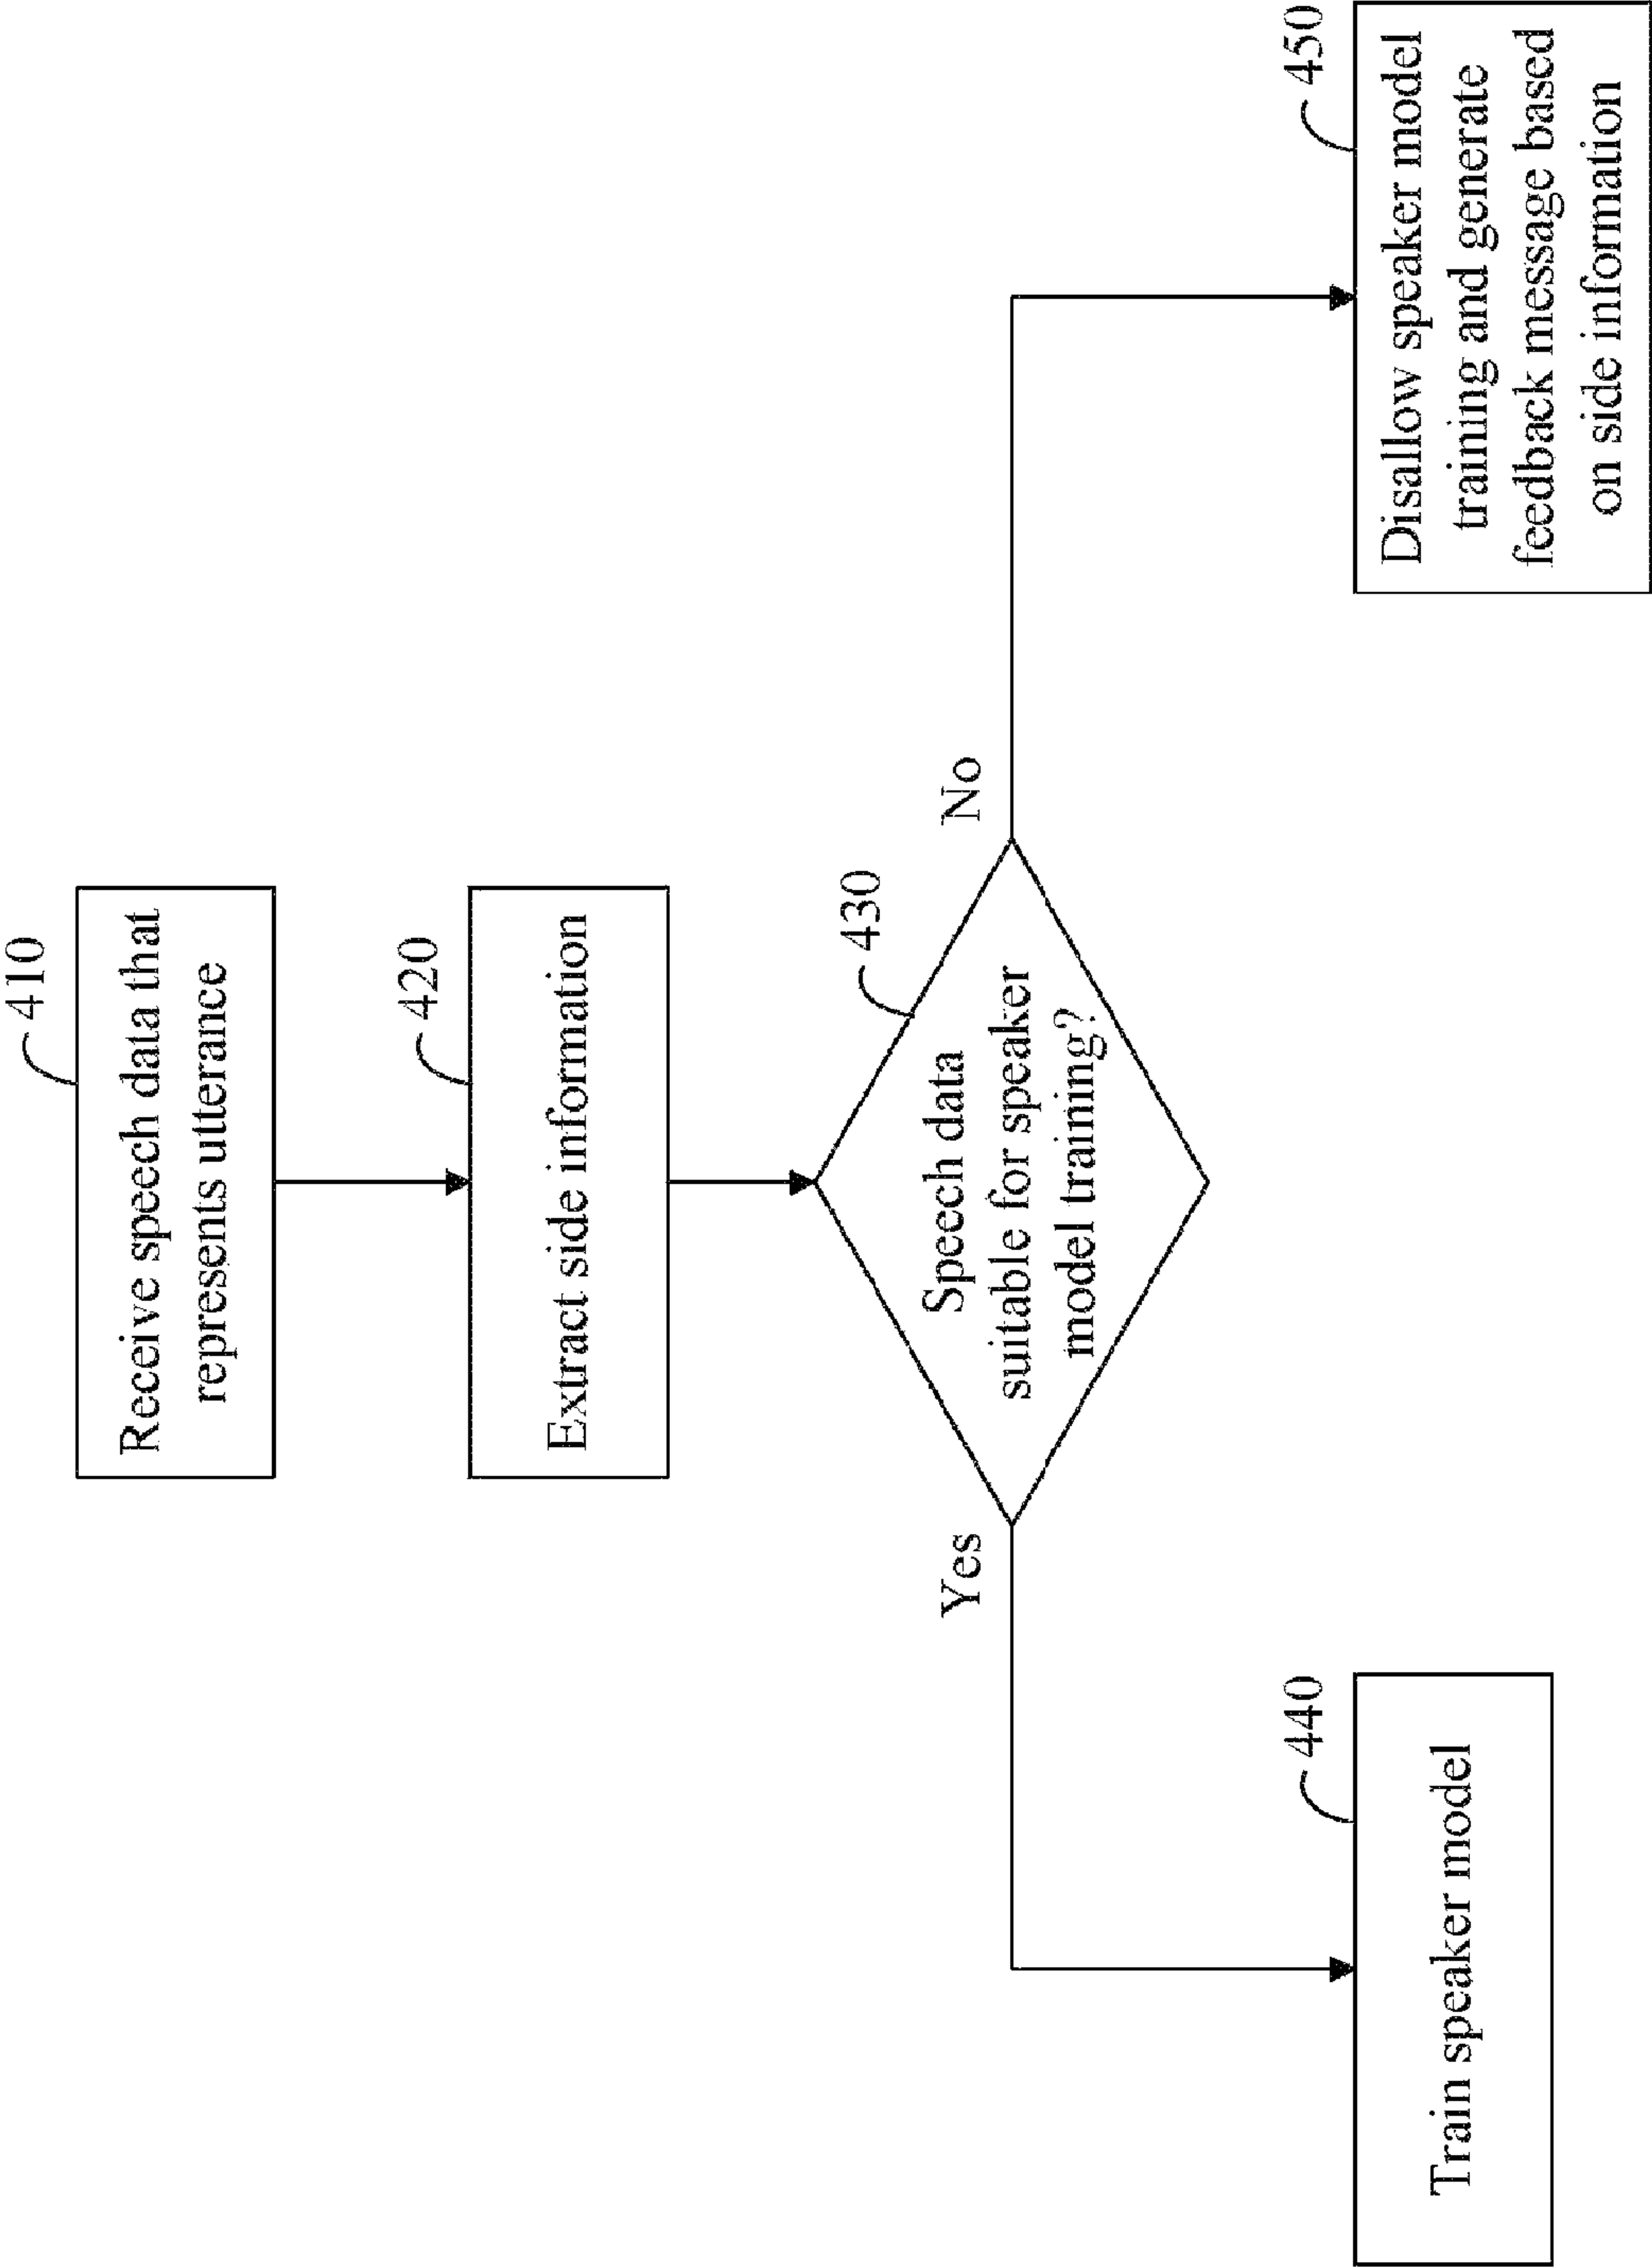 410
Receive speech data that
represents utterance
420
Extract side information
430
Speech data
suitable for speaker
model training?
Yes
No
440
Train speaker model
450
Disallow speaker model
training and generate
feedback message based
on side information